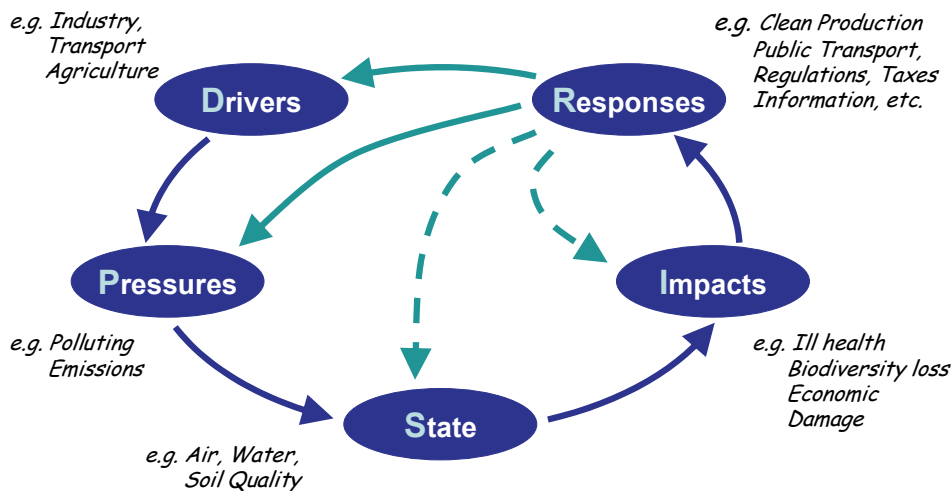 e.g. Industry,
Transport
Agriculture
e.g. Clean Production
Public Transport,
Regulations, Taxes
Information, etc.
Drivers
Responses
Pressures
Impacts
e.g. Polluting
Emissions
e.g. Ill health
Biodiversity loss
Economic
Damage
State
e.g. Air, Water,
Soil Quality